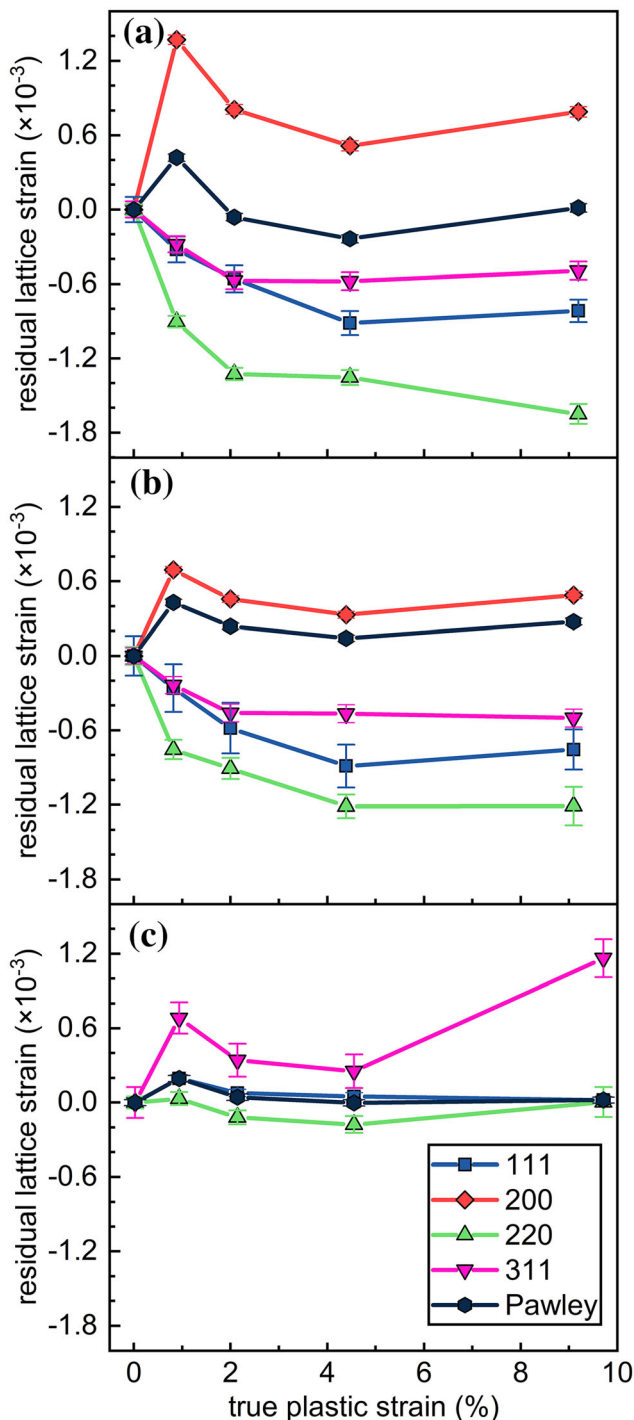 (a)
residual lattice strain (×10⁻³)
1.2
0.6
0.0
-0.6
-1.2
-1.8
(b)
residual lattice strain (×10⁻³)
1.2
0.6
0.0
-0.6
-1.2
-1.8
(c)
residual lattice strain (×10⁻³)
1.2
0.6
0.0
-0.6
-1.2
-1.8
111
200
220
311
Pawley
0 2 4 6 8 10
true plastic strain (%)